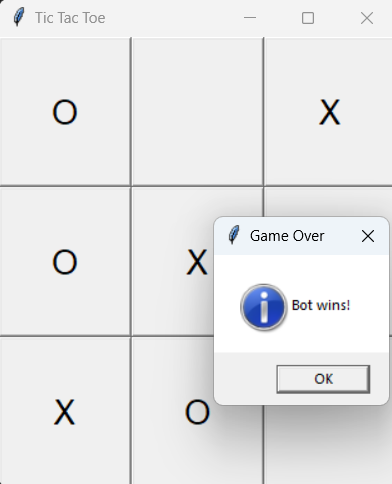 Tic Tac Toe
O X
Game Over
O X
Bot wins!
OK
X O